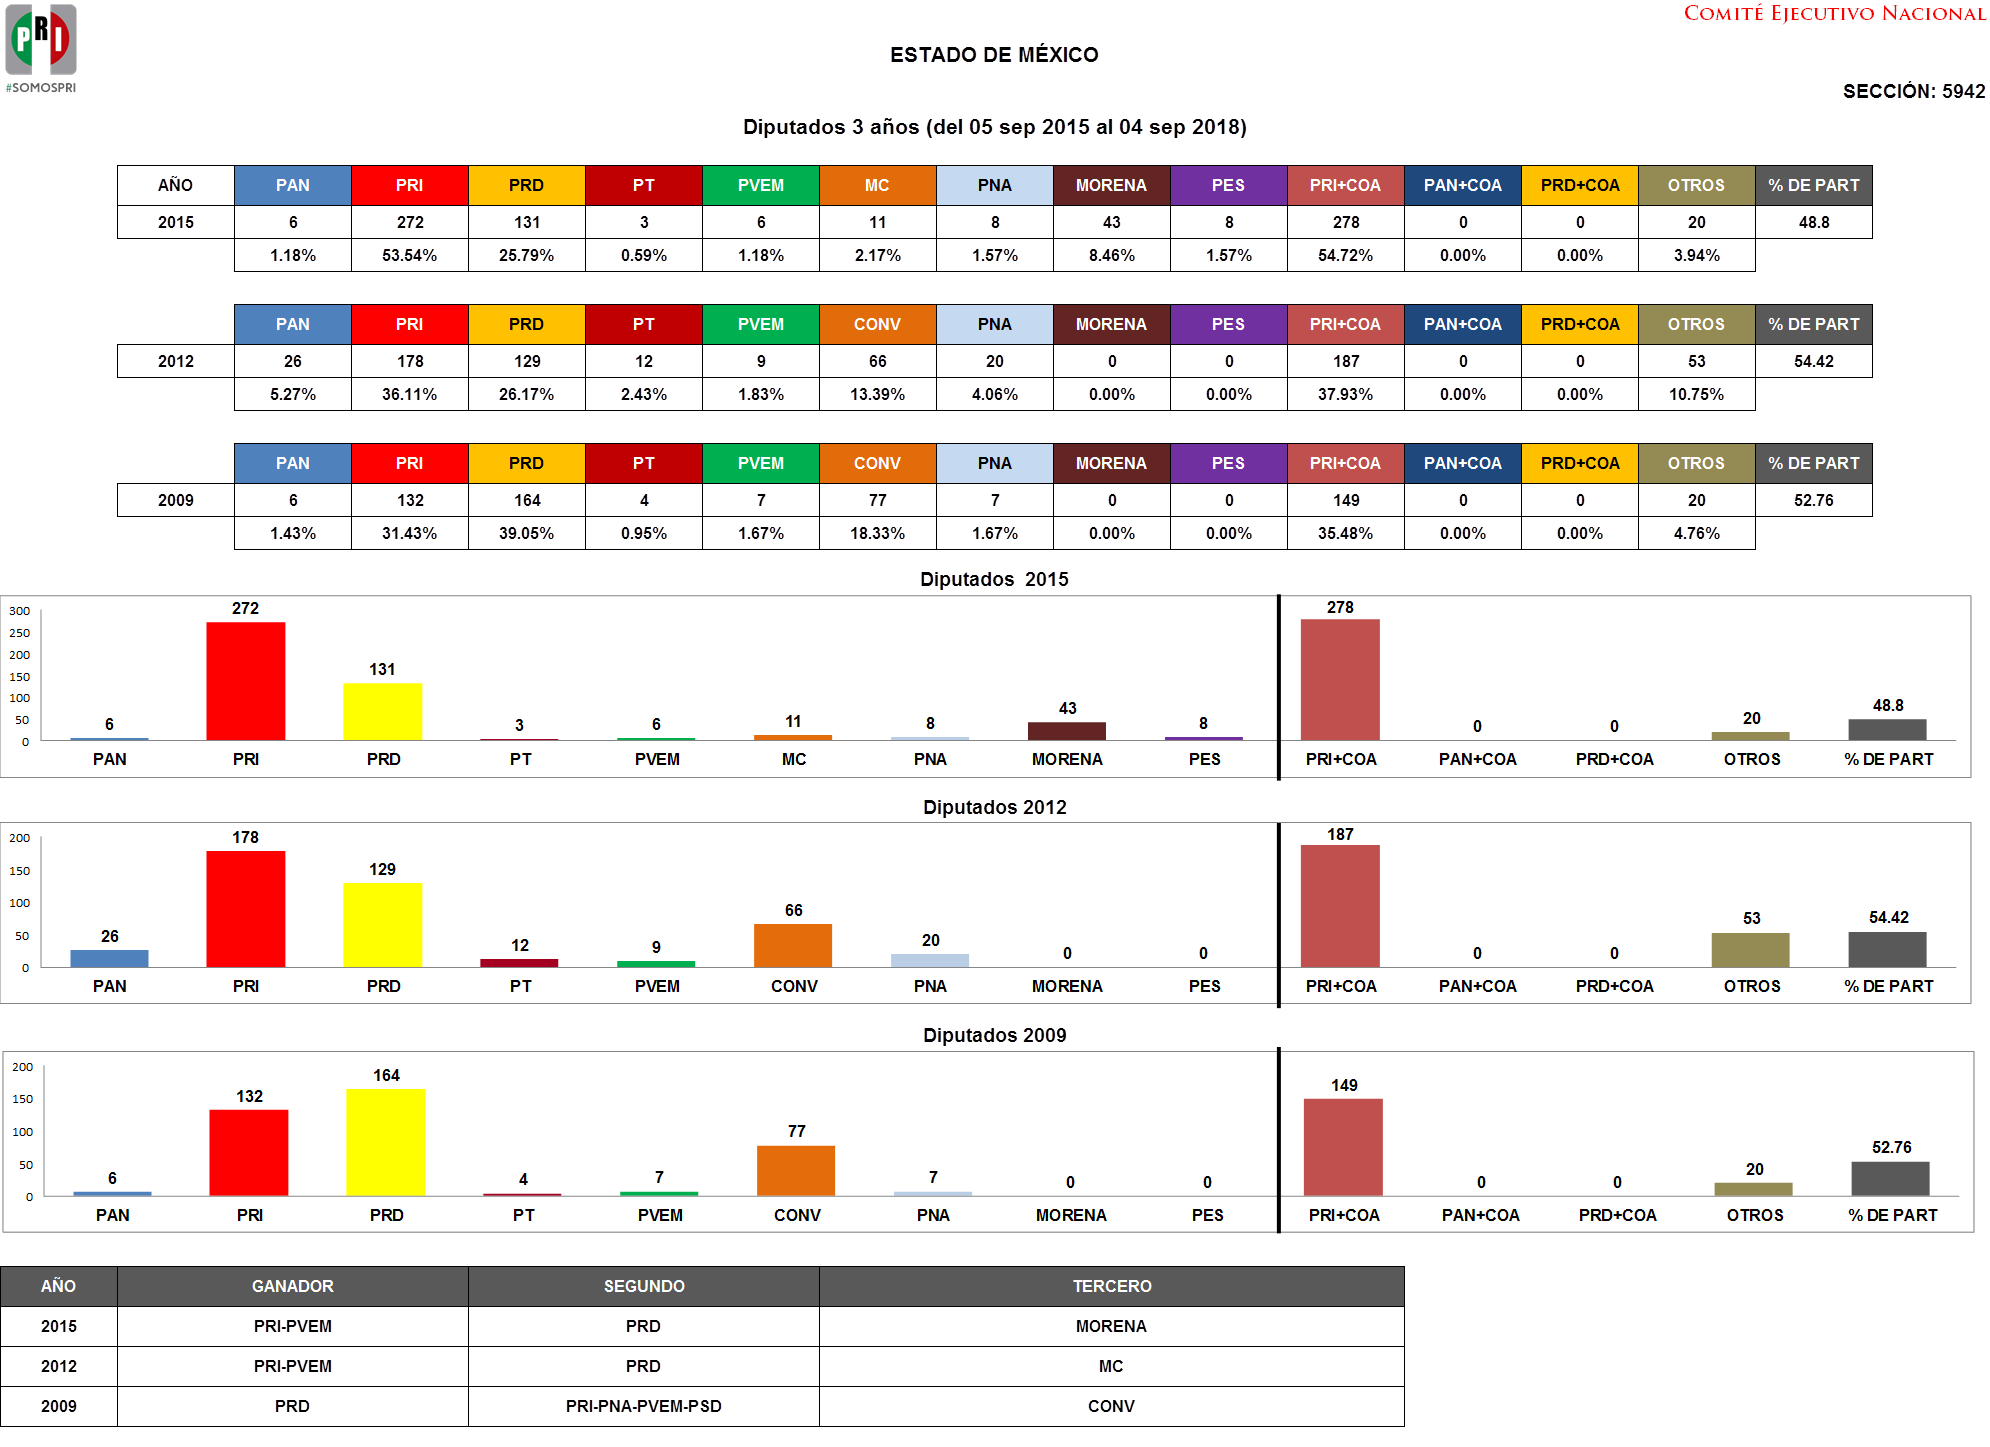 PRI
#SOMOSPRI
COMITÉ EJECUTIVO NACIONAL
ESTADO DE MÉXICO
SECCIÓN: 5942
Diputados 3 años (del 05 sep 2015 al 04 sep 2018)
AÑO PAN PRI PRD PT PVEM MC PNA MORENA PES PRI+COA PAN+COA PRD+COA OTROS % DE PART
2015 6 272 131 3 6 11 8 43 8 278 0 0 20 48.8
1.18% 53.54% 25.79% 0.59% 1.18% 2.17% 1.57% 8.46% 1.57% 54.72% 0.00% 0.00% 3.94%
PAN PRI PRD PT PVEM CONV PNA MORENA PES PRI+COA PAN+COA PRD+COA OTROS % DE PART
2012 26 178 129 12 9 66 20 0 0 187 0 0 53 54.42
5.27% 36.11% 26.17% 2.43% 1.83% 13.39% 4.06% 0.00% 0.00% 37.93% 0.00% 0.00% 10.75%
PAN PRI PRD PT PVEM CONV PNA MORENA PES PRI+COA PAN+COA PRD+COA OTROS % DE PART
2009 6 132 164 4 7 77 7 0 0 149 0 0 20 52.76
1.43% 31.43% 39.05% 0.95% 1.67% 18.33% 1.67% 0.00% 0.00% 35.48% 0.00% 0.00% 4.76%
Diputados 2015
300
250
200
150
100
50
0
6 272 131 3 6 11 8 43 8 278 0 0 20 48.8
PAN PRI PRD PT PVEM MC PNA MORENA PES PRI+COA PAN+COA PRD+COA OTROS % DE PART
Diputados 2012
200
150
100
50
0
26 178 129 12 9 66 20 0 0 187 0 0 53 54.42
PAN PRI PRD PT PVEM CONV PNA MORENA PES PRI+COA PAN+COA PRD+COA OTROS % DE PART
Diputados 2009
200
150
100
50
0
6 132 164 4 7 77 7 0 0 149 0 0 20 52.76
PAN PRI PRD PT PVEM CONV PNA MORENA PES PRI+COA PAN+COA PRD+COA OTROS % DE PART
AÑO GANADOR SEGUNDO TERCERO
2015 PRI-PVEM PRD MORENA
2012 PRI-PVEM PRD MC
2009 PRD PRI-PNA-PVEM-PSD CONV